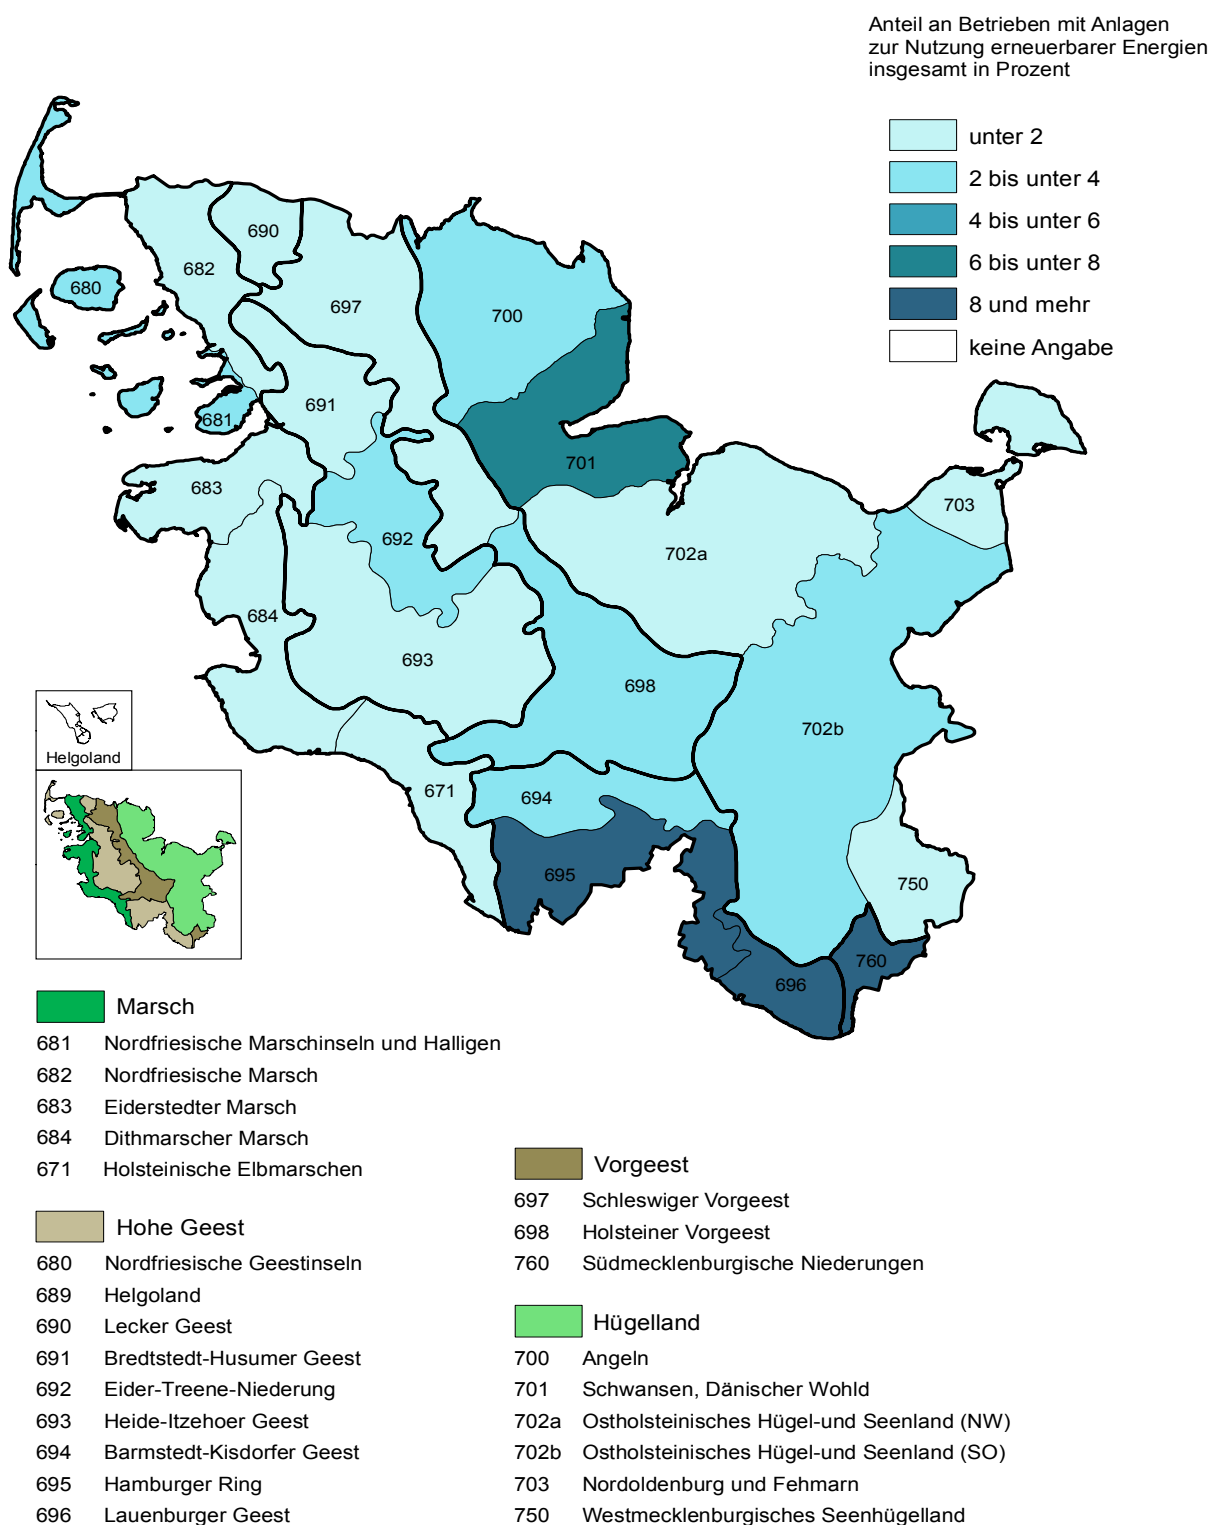 Anteil an Betrieben mit Anlagen
zur Nutzung erneuerbarer Energien
insgesamt in Prozent
unter 2
2 bis unter 4
4 bis unter 6
6 bis unter 8
8 und mehr
keine Angabe
690
682
680
697
700
691
681
701
683
703
692
702a
684
693
698
702b
671
694
695
750
760
696
Helgoland
Marsch
681 Nordfriesische Marschinseln und Halligen
682 Nordfriesische Marsch
683 Eiderstedter Marsch
684 Dithmarscher Marsch
671 Holsteinische Elbmarschen
Hohe Geest
680 Nordfriesische Geestinseln
689 Helgoland
690 Lecker Geest
691 Bredtstedt-Husumer Geest
692 Eider-Treene-Niederung
693 Heide-Itzehoer Geest
694 Barmstedt-Kisdorfer Geest
695 Hamburger Ring
696 Lauenburger Geest
Vorgeest
697 Schleswiger Vorgeest
698 Holsteiner Vorgeest
760 Südmecklenburgische Niederungen
Hügelland
700 Angeln
701 Schwansen, Dänischer Wohld
702a Ostholsteinisches Hügel-und Seenland (NW)
702b Ostholsteinisches Hügel-und Seenland (SO)
703 Nordoldenburg und Fehmarn
750 Westmecklenburgisches Seenhügelland